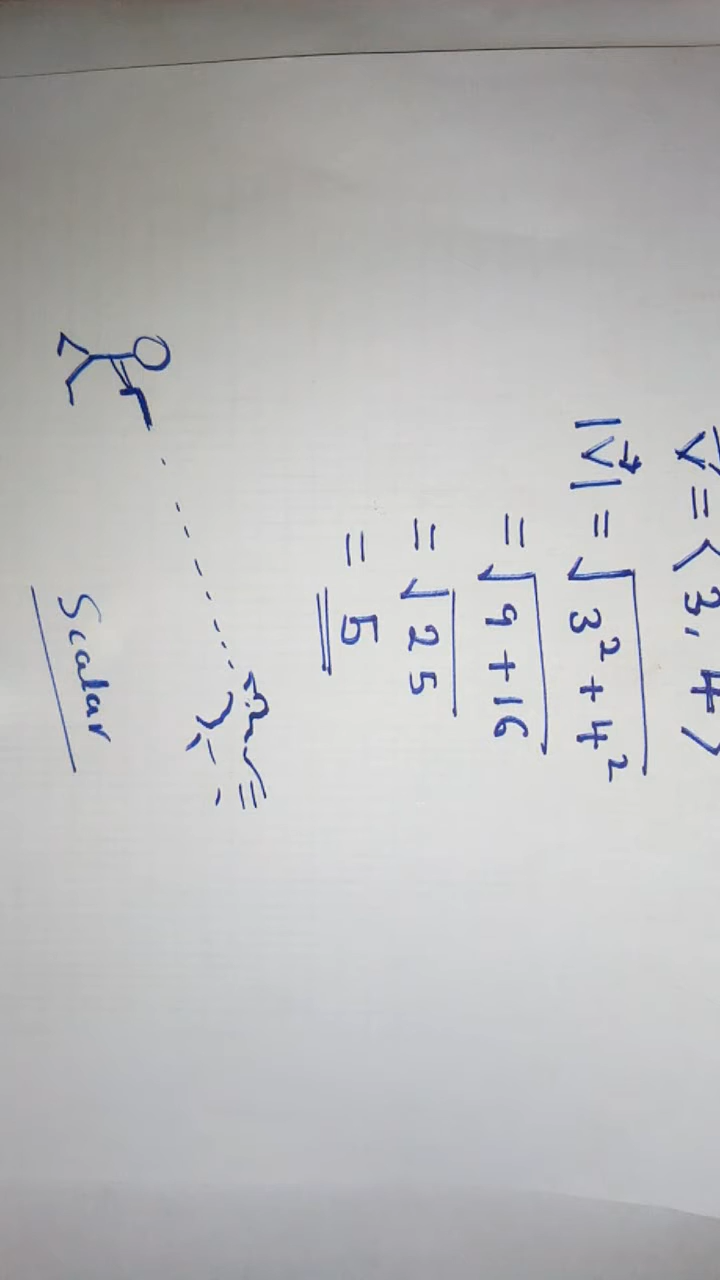 v⃗ = ⟨3, 4⟩
|v⃗| = √3² + 4²
= √9 + 16
= √25
= 5
Scalar